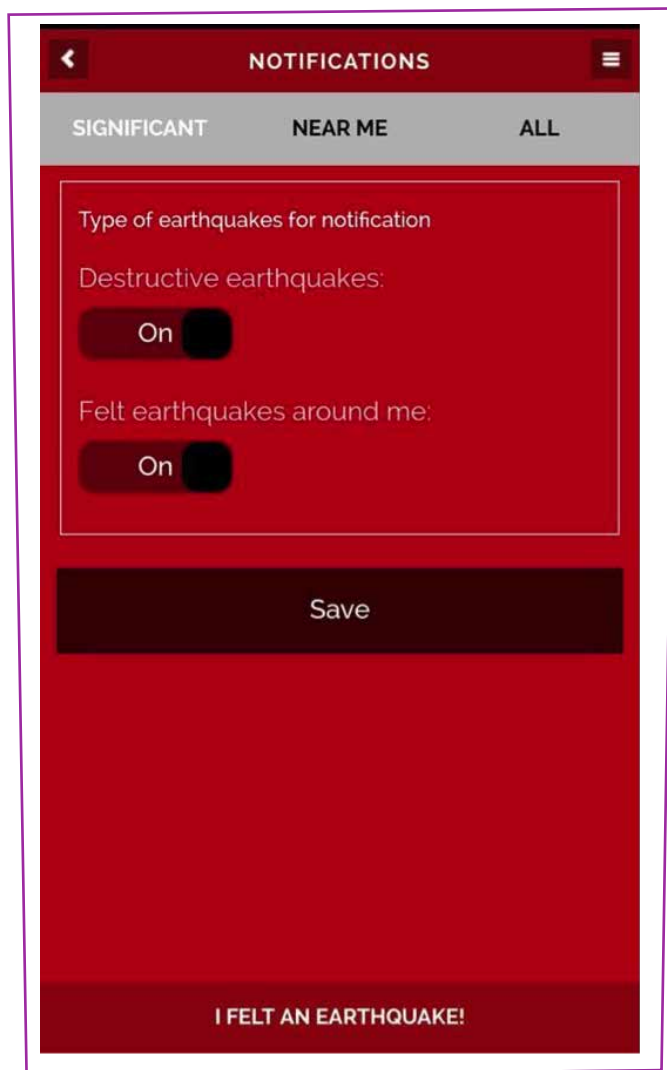 NOTIFICATIONS
SIGNIFICANT NEAR ME ALL
Type of earthquakes for notification
Destructive earthquakes:
On
Felt earthquakes around me:
On
Save
I FELT AN EARTHQUAKE!